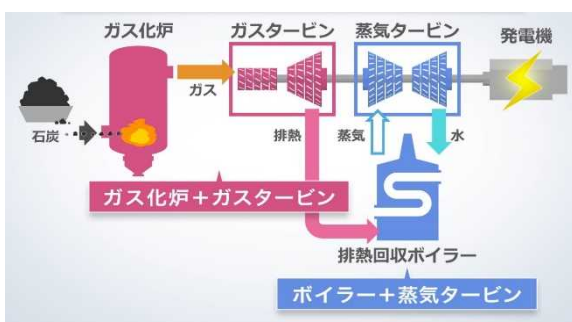 ガス化炉
ガスタービン
蒸気タービン
発電機
ガス
石炭
排熱
蒸気
水
ガス化炉+ガスタービン
排熱回収ボイラー
ボイラー+蒸気タービン